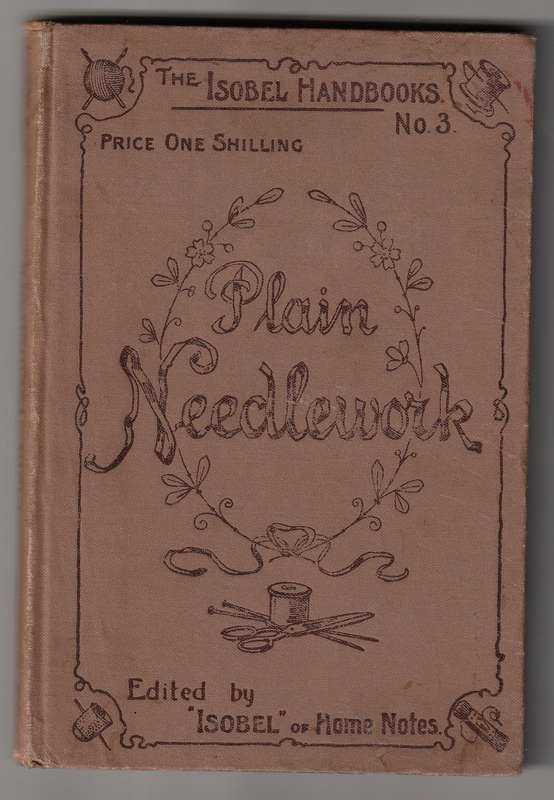 THE ISOBEL HANDBOOKS.
No. 3.
PRICE ONE SHILLING
Plain
Needlework
Edited by
"ISOBEL" OF Home Notes.